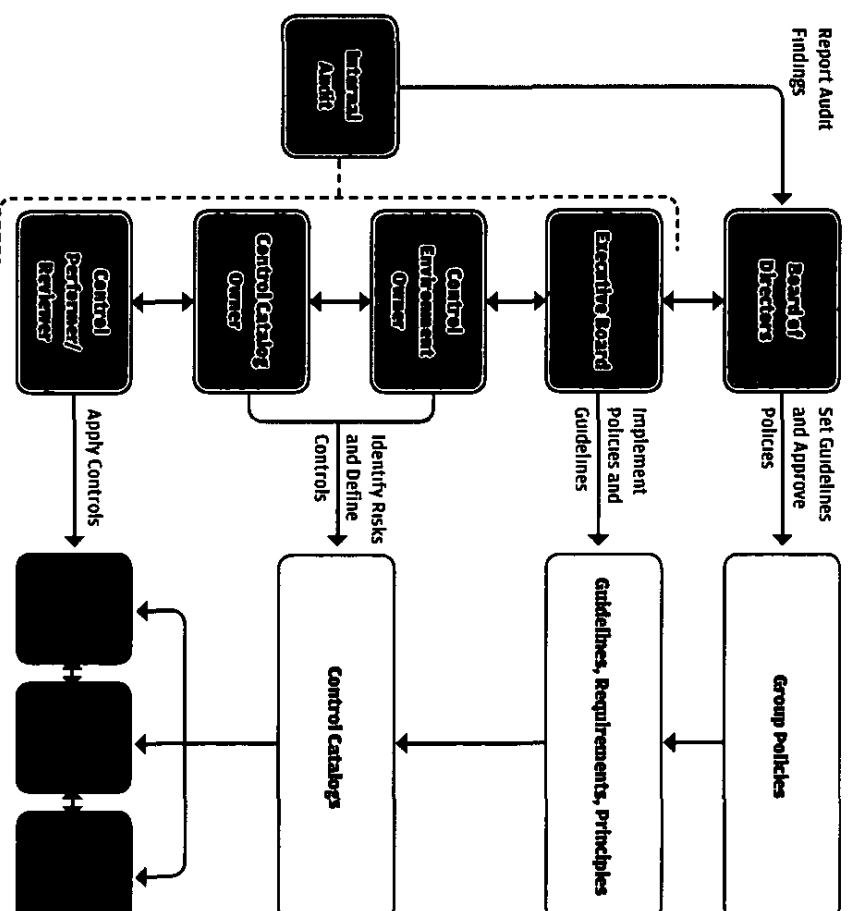 Report Audit
Findings
Internal
Audit
Board of
Directors
Set Guidelines
and Approve
Policies
Group Policies
Executive Board
Implement
Policies and
Guidelines
Guidelines, Requirements, Principles
Control
Environment
Owner
Control Catalog
Owner
Identify Risks
and Define
Controls
Control Catalogs
Control
Performer/
Reviewer
Apply Controls